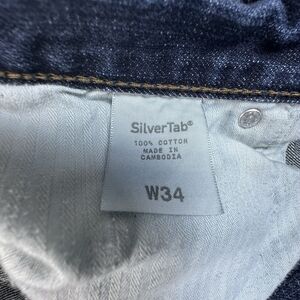 SilverTab®
100% COTTON
MADE IN
CAMBODIA
W34